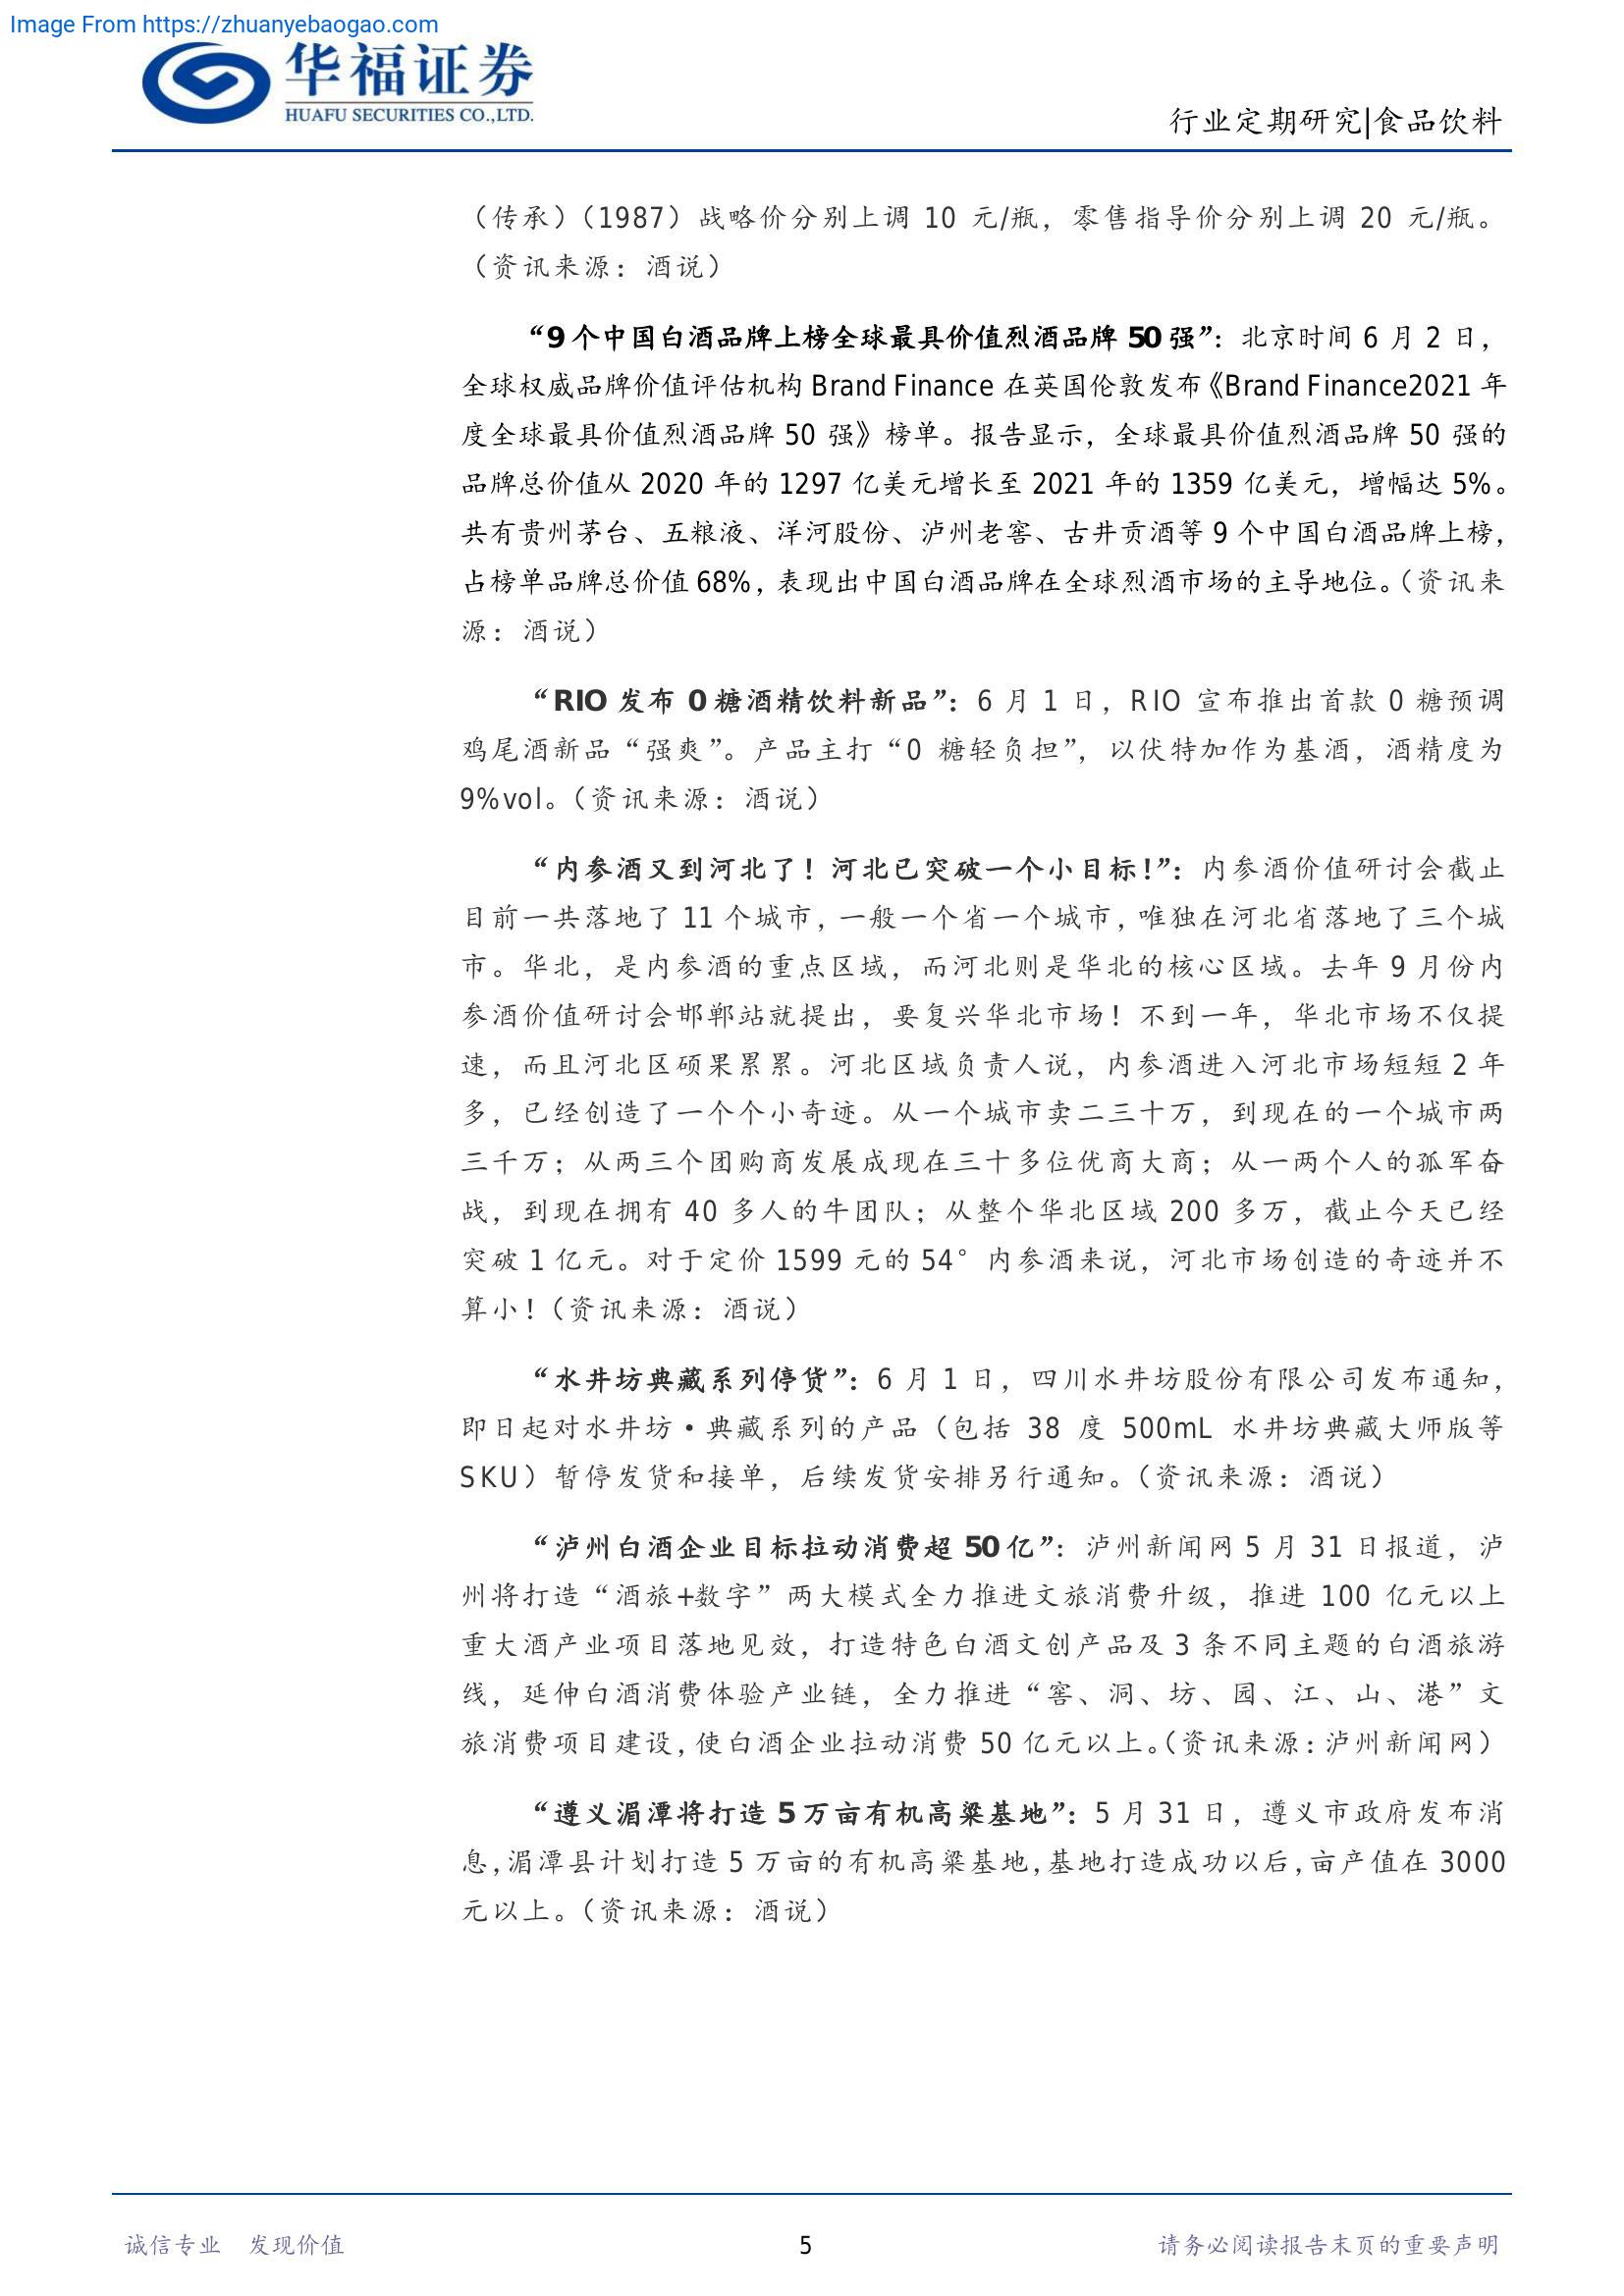 Image From https://zhuanyebaogao.com
华福证券
HUAFU SECURITIES CO.,LTD.
行业定期研究|食品饮料
（传承）（1987）战略价分别上调 10 元/瓶，零售指导价分别上调 20 元/瓶。
（资讯来源：酒说）
“9个中国白酒品牌上榜全球最具价值烈酒品牌 50强”：北京时间 6 月 2 日，
全球权威品牌价值评估机构 Brand Finance 在英国伦敦发布《Brand Finance2021 年
度全球最具价值烈酒品牌 50 强》榜单。报告显示，全球最具价值烈酒品牌 50 强的
品牌总价值从 2020 年的 1297 亿美元增长至 2021 年的 1359 亿美元，增幅达 5%。
共有贵州茅台、五粮液、洋河股份、泸州老窖、古井贡酒等 9 个中国白酒品牌上榜，
占榜单品牌总价值 68%，表现出中国白酒品牌在全球烈酒市场的主导地位。（资讯来
源：酒说）
“RIO 发布 0糖酒精饮料新品”：6 月 1 日，RIO 宣布推出首款 0 糖预调
鸡尾酒新品“强爽”。产品主打“0 糖轻负担”，以伏特加作为基酒，酒精度为
9%vol。（资讯来源：酒说）
“内参酒又到河北了！河北已突破一个小目标！”：内参酒价值研讨会截止
目前一共落地了 11 个城市，一般一个省一个城市，唯独在河北省落地了三个城
市。华北，是内参酒的重点区域，而河北则是华北的核心区域。去年 9 月份内
参酒价值研讨会邯郸站就提出，要复兴华北市场！不到一年，华北市场不仅提
速，而且河北区硕果累累。河北区域负责人说，内参酒进入河北市场短短 2 年
多，已经创造了一个个小奇迹。从一个城市卖二三十万，到现在的一个城市两
三千万；从两三个团购商发展成现在三十多位优商大商；从一两个人的孤军奋
战，到现在拥有 40 多人的牛团队；从整个华北区域 200 多万，截止今天已经
突破 1 亿元。对于定价 1599 元的 54°内参酒来说，河北市场创造的奇迹并不
算小！（资讯来源：酒说）
“水井坊典藏系列停货”：6 月 1 日，四川水井坊股份有限公司发布通知，
即日起对水井坊•典藏系列的产品（包括 38 度 500mL 水井坊典藏大师版等
SKU）暂停发货和接单，后续发货安排另行通知。（资讯来源：酒说）
“泸州白酒企业目标拉动消费超 50亿”：泸州新闻网 5 月 31 日报道，泸
州将打造“酒旅+数字”两大模式全力推进文旅消费升级，推进 100 亿元以上
重大酒产业项目落地见效，打造特色白酒文创产品及 3 条不同主题的白酒旅游
线，延伸白酒消费体验产业链，全力推进“窖、洞、坊、园、江、山、港”文
旅消费项目建设，使白酒企业拉动消费 50 亿元以上。（资讯来源：泸州新闻网）
“遵义湄潭将打造 5万亩有机高粱基地”：5 月 31 日，遵义市政府发布消
息，湄潭县计划打造 5 万亩的有机高粱基地，基地打造成功以后，亩产值在 3000
元以上。（资讯来源：酒说）
诚信专业 发现价值
5
请务必阅读报告末页的重要声明